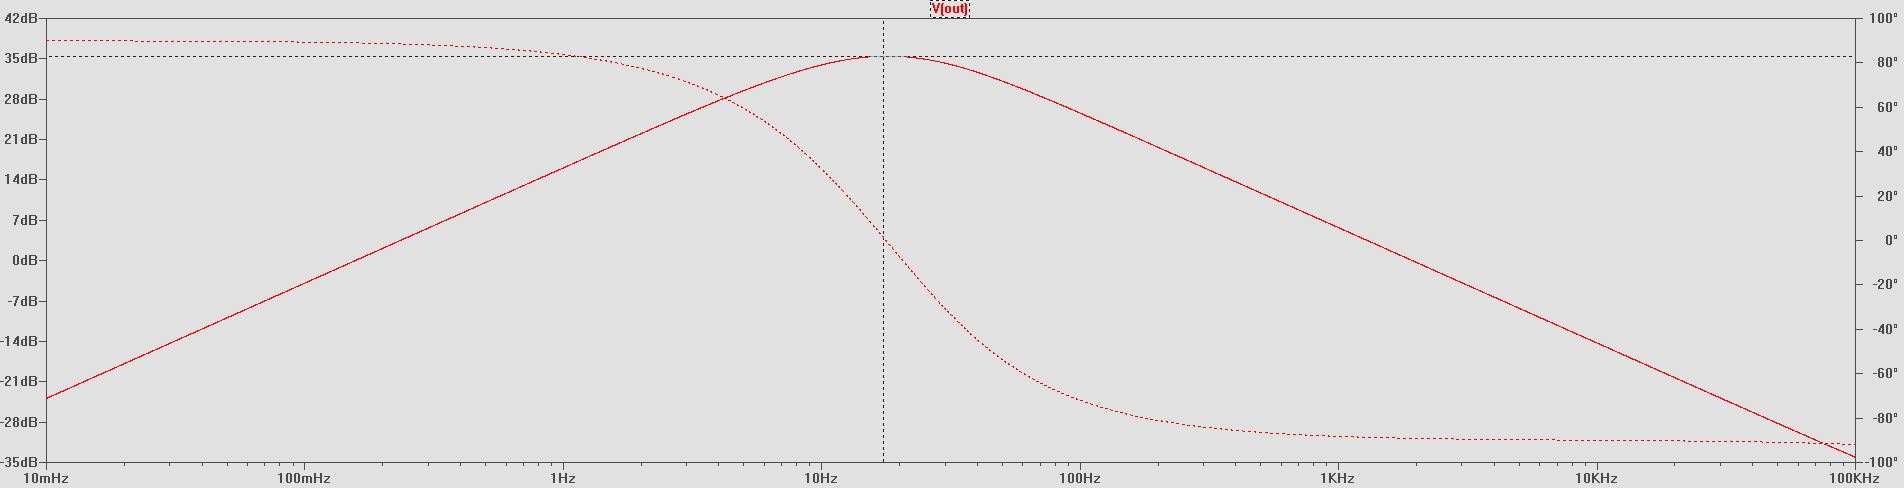 V(out)
42dB
100°
35dB
80°
28dB
60°
21dB
40°
14dB
20°
7dB
0°
0dB
-7dB
-20°
-14dB
-40°
-21dB
-60°
-28dB
-80°
-35dB
-100°
10mHz 100mHz 1Hz 10Hz 100Hz 1KHz 10KHz 100KHz